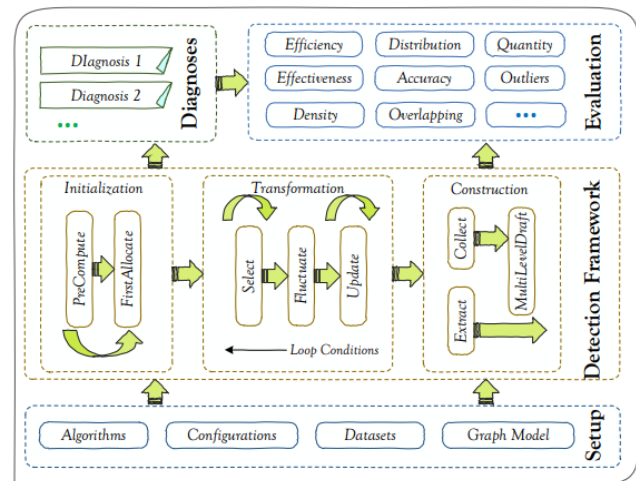 DIagnosis 1
Diagnosis 2
...
Diagnoses
Efficiency
Distribution
Quantity
Effectiveness
Accuracy
Outliers
Density
Overlapping
...
Evaluation
Initialization
PreCompute
FirstAllocate
Transformation
Select
Fluctuate
Update
Loop Conditions
Construction
Collect
MultiLevelDraft
Extract
Detection Framework
Algorithms
Configurations
Datasets
Graph Model
Setup